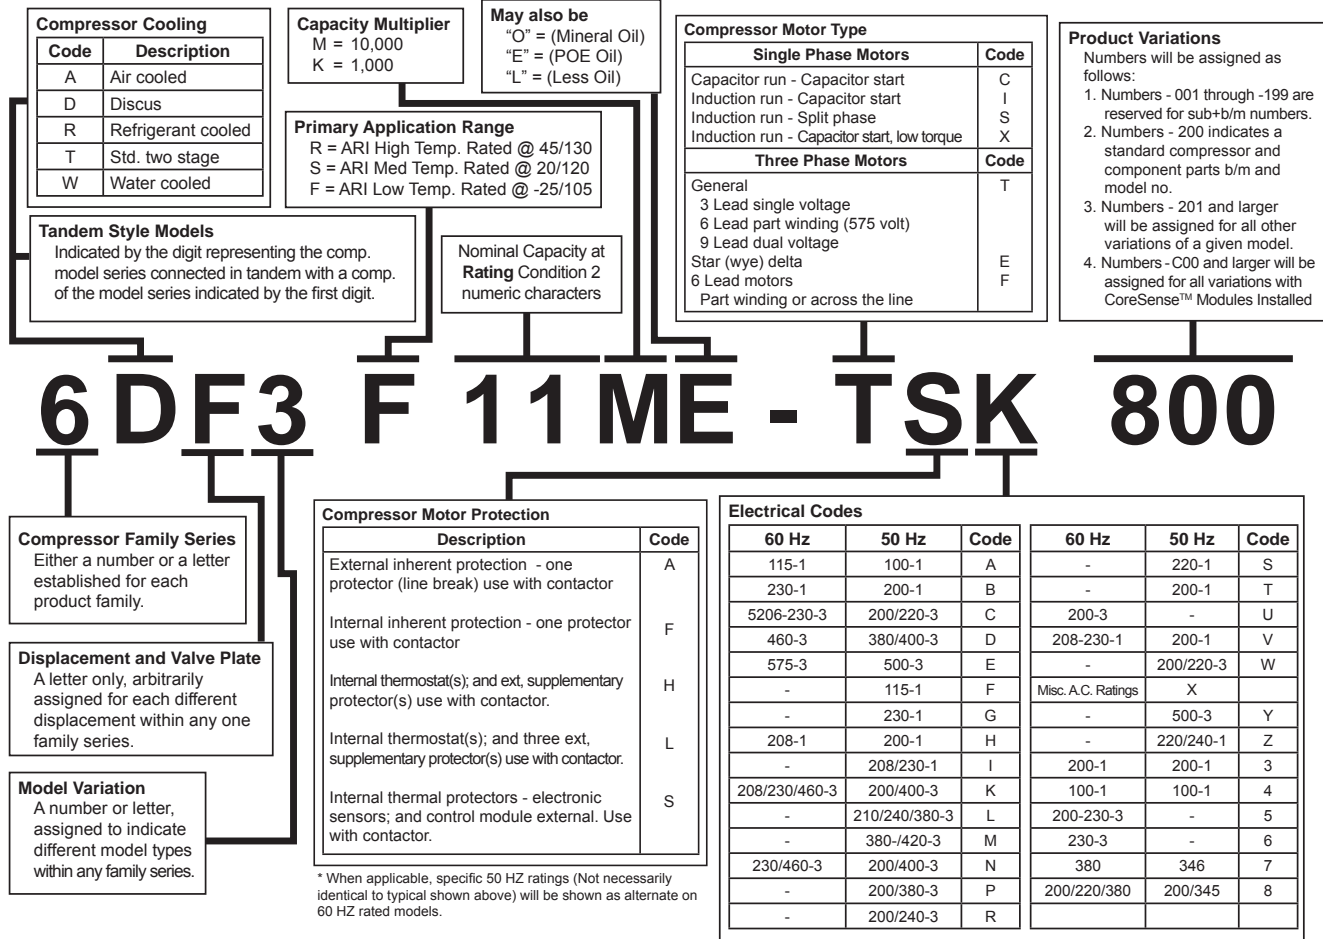 Compressor Cooling
Code Description
A Air cooled
D Discus
R Refrigerant cooled
T Std. two stage
W Water cooled
Capacity Multiplier
M = 10,000
K = 1,000
May also be
“O” = (Mineral Oil)
“E” = (POE Oil)
“L” = (Less Oil)
Primary Application Range
R = ARI High Temp. Rated @ 45/130
S = ARI Med Temp. Rated @ 20/120
F = ARI Low Temp. Rated @ -25/105
Tandem Style Models
Indicated by the digit representing the comp.
model series connected in tandem with a comp.
of the model series indicated by the first digit.
Nominal Capacity at
Rating Condition 2
numeric characters
Compressor Motor Type
Single Phase Motors Code
Capacitor run - Capacitor start C
Induction run - Capacitor start I
Induction run - Split phase S
Induction run - Capacitor start, low torque X
Three Phase Motors Code
General T
3 Lead single voltage
6 Lead part winding (575 volt)
9 Lead dual voltage
Star (wye) delta E
6 Lead motors F
Part winding or across the line
Product Variations
Numbers will be assigned as
follows:
1. Numbers - 001 through -199 are
reserved for sub+b/m numbers.
2. Numbers - 200 indicates a
standard compressor and
component parts b/m and
model no.
3. Numbers - 201 and larger
will be assigned for all other
variations of a given model.
4. Numbers - C00 and larger will be
assigned for all variations with
CoreSense™ Modules Installed
6 D F 3 F 1 1 M E - T S K 800
Compressor Family Series
Either a number or a letter
established for each
product family.
Displacement and Valve Plate
A letter only, arbitrarily
assigned for each different
displacement within any one
family series.
Model Variation
A number or letter,
assigned to indicate
different model types
within any family series.
Compressor Motor Protection
Description Code
External inherent protection - one A
protector (line break) use with contactor
Internal inherent protection - one protector F
use with contactor
Internal thermostat(s); and ext, supplementary H
protector(s) use with contactor.
Internal thermostat(s); and three ext, L
supplementary protector(s) use with contactor.
Internal thermal protectors - electronic S
sensors; and control module external. Use
with contactor.
* When applicable, specific 50 HZ ratings (Not necessarily
identical to typical shown above) will be shown as alternate on
60 HZ rated models.
Electrical Codes
60 Hz 50 Hz Code 60 Hz 50 Hz Code
115-1 100-1 A - 220-1 S
230-1 200-1 B - 200-1 T
5206-230-3 200/220-3 C 200-3 - U
460-3 380/400-3 D 208-230-1 200-1 V
575-3 500-3 E - 200/220-3 W
- 115-1 F Misc. A.C. Ratings X
- 230-1 G - 500-3 Y
208-1 200-1 H - 220/240-1 Z
- 208/230-1 I 200-1 200-1 3
208/230/460-3 200/400-3 K 100-1 100-1 4
- 210/240/380-3 L 200-230-3 - 5
- 380-/420-3 M 230-3 - 6
230/460-3 200/400-3 N 380 346 7
- 200/380-3 P 200/220/380 200/345 8
- 200/240-3 R